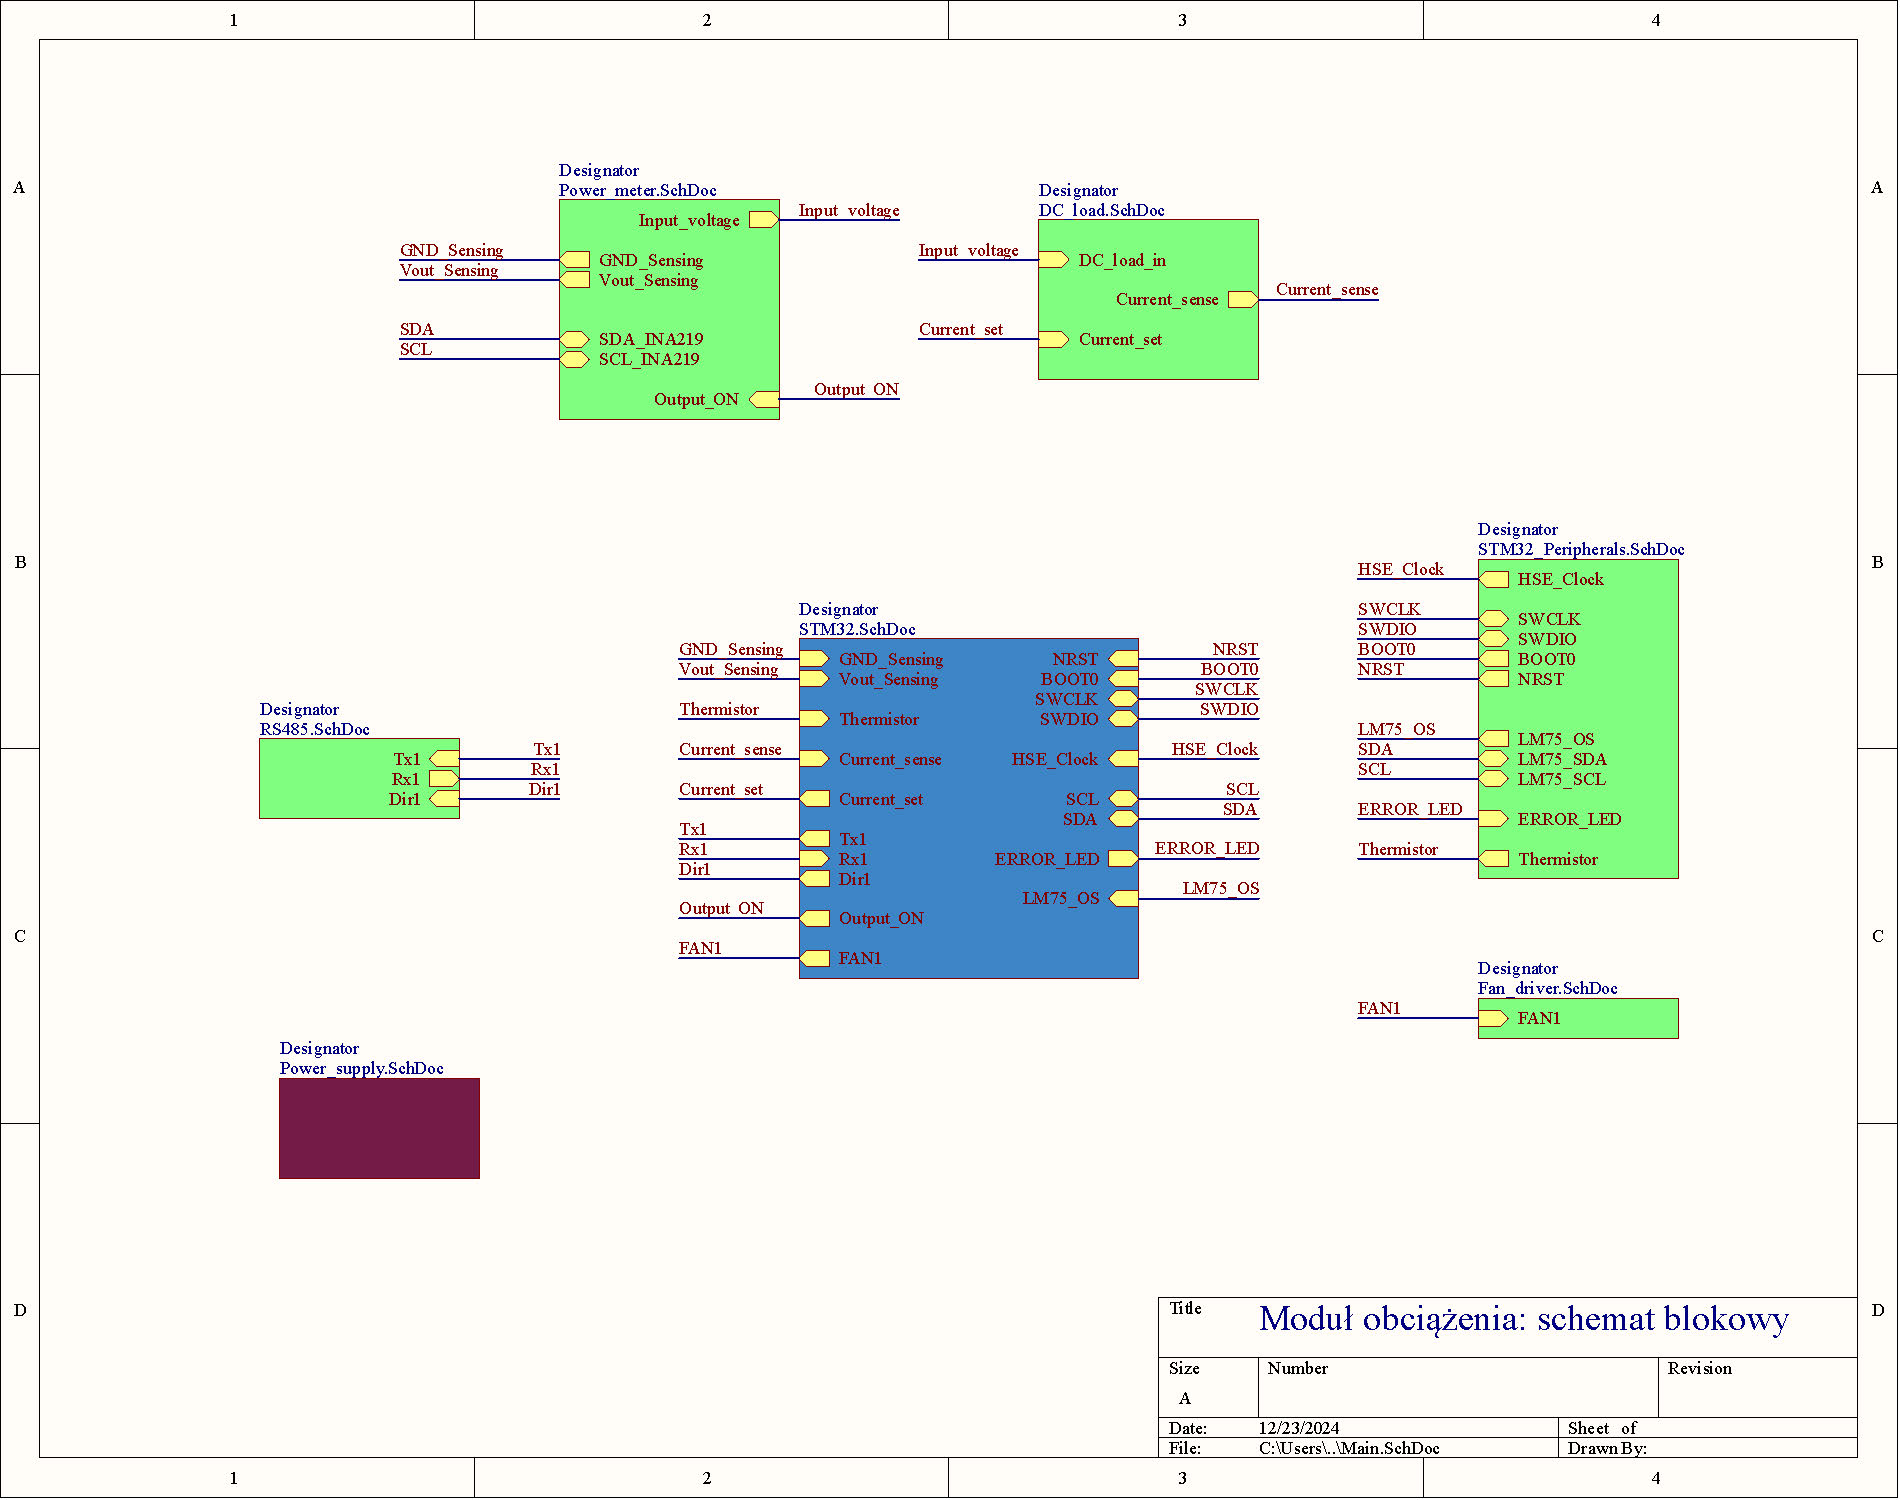 1 2 3 4
A A
B B
C C
D D
Designator
Power_meter.SchDoc
Input_voltage Input_voltage
GND_Sensing GND_Sensing
Vout_Sensing Vout_Sensing
SDA SDA_INA219
SCL SCL_INA219
Output_ON Output_ON
Designator
DC_load.SchDoc
Input_voltage DC_load_in
Current_sense Current_sense
Current_set Current_set
Designator
STM32_Peripherals.SchDoc
HSE_Clock HSE_Clock
SWCLK SWCLK
SWDIO SWDIO
BOOT0 BOOT0
NRST NRST
LM75_OS LM75_OS
SDA LM75_SDA
SCL LM75_SCL
ERROR_LED ERROR_LED
Thermistor Thermistor
Designator
STM32.SchDoc
GND_Sensing GND_Sensing NRST NRST
Vout_Sensing Vout_Sensing BOOT0 BOOT0
SWCLK SWCLK
Thermistor Thermistor SWDIO SWDIO
Current_sense Current_sense HSE_Clock HSE_Clock
Current_set Current_set SCL SCL
SDA SDA
Tx1 Tx1
Rx1 Rx1 ERROR_LED ERROR_LED
Dir1 Dir1
LM75_OS LM75_OS
Output_ON Output_ON
FAN1 FAN1
Designator
RS485.SchDoc
Tx1 Tx1
Rx1 Rx1
Dir1 Dir1
Designator
Fan_driver.SchDoc
FAN1 FAN1
Designator
Power_supply.SchDoc
Title Moduł obciążenia: schemat blokowy
Size Number Revision
A
Date: 12/23/2024 Sheet of
File: C:\Users\..\Main.SchDoc Drawn By:
1 2 3 4